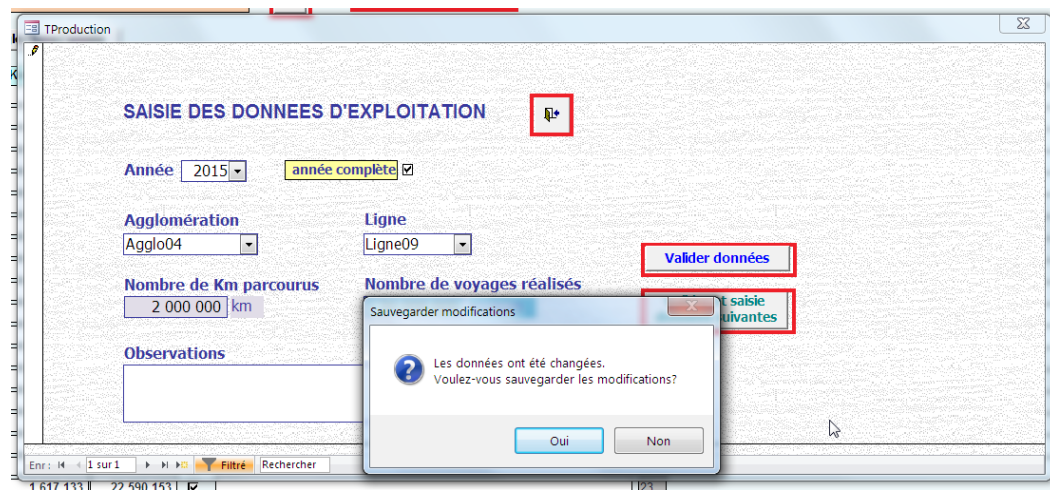 TProduction
SAISIE DES DONNEES D'EXPLOITATION
Année 2015 année complète
Agglomération Ligne
Agglo04 Ligne09
Valider données
Nombre de Km parcourus Nombre de voyages réalisés
2 000 000 km
t saisie
uivantes
Sauvegarder modifications
Les données ont été changées.
Voulez-vous sauvegarder les modifications?
Oui Non
Observations
Enr : 1 sur 1 Filtré Rechercher
1 617 133 22 590 153 23